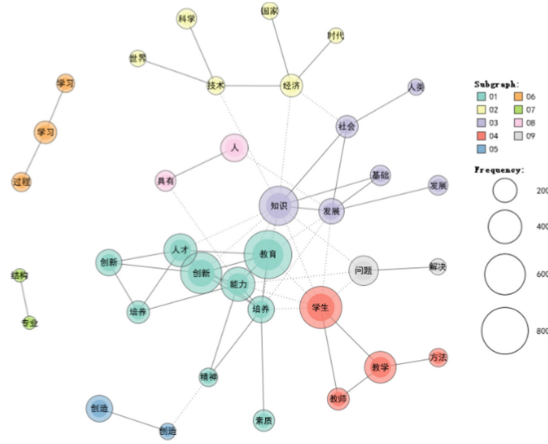 科学
国家
时代
世界
技术
经济
人类
学习
社会
学习
人
基础
过程
具有
发展
知识
发展
人才
教育
创新
创新
问题
解决
结构
能力
培养
培养
学生
专业
方法
精神
教学
教师
创造
素质
创造
Subgraph:
01 06
02 07
03 08
04 09
05
Frequency:
200
400
600
800